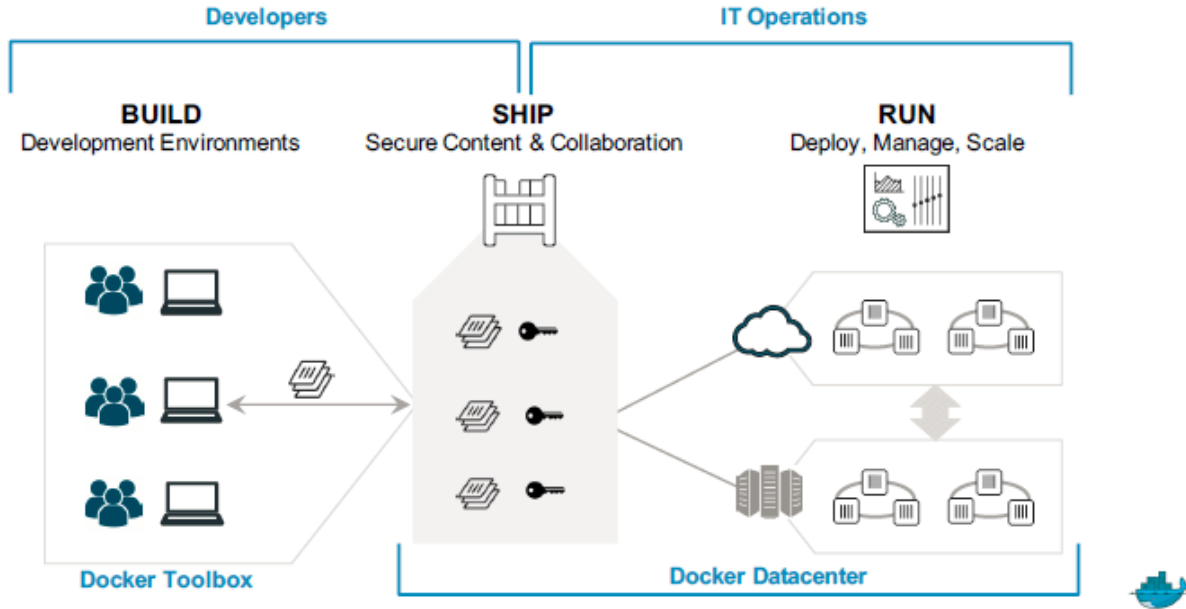 Developers
IT Operations
BUILD
Development Environments
SHIP
Secure Content & Collaboration
RUN
Deploy, Manage, Scale
Docker Toolbox
Docker Datacenter